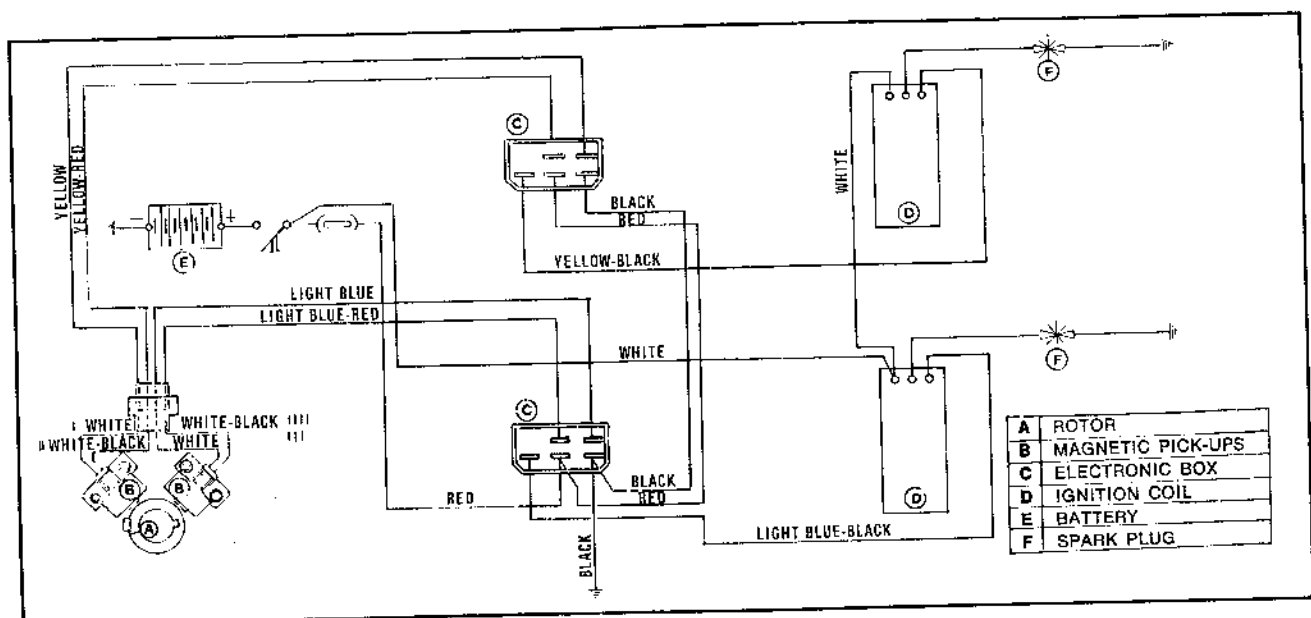 F
C
YELLOW
YELLOW-RED
WHITE
BLACK
RED
D
− +
E
YELLOW-BLACK
LIGHT BLUE
LIGHT BLUE-RED
WHITE
F
C
WHITE
WHITE-BLACK
WHITE-BLACK
WHITE
B
B
A
RED
BLACK
RED
D
BLACK
LIGHT BLUE-BLACK
A ROTOR
B MAGNETIC PICK-UPS
C ELECTRONIC BOX
D IGNITION COIL
E BATTERY
F SPARK PLUG